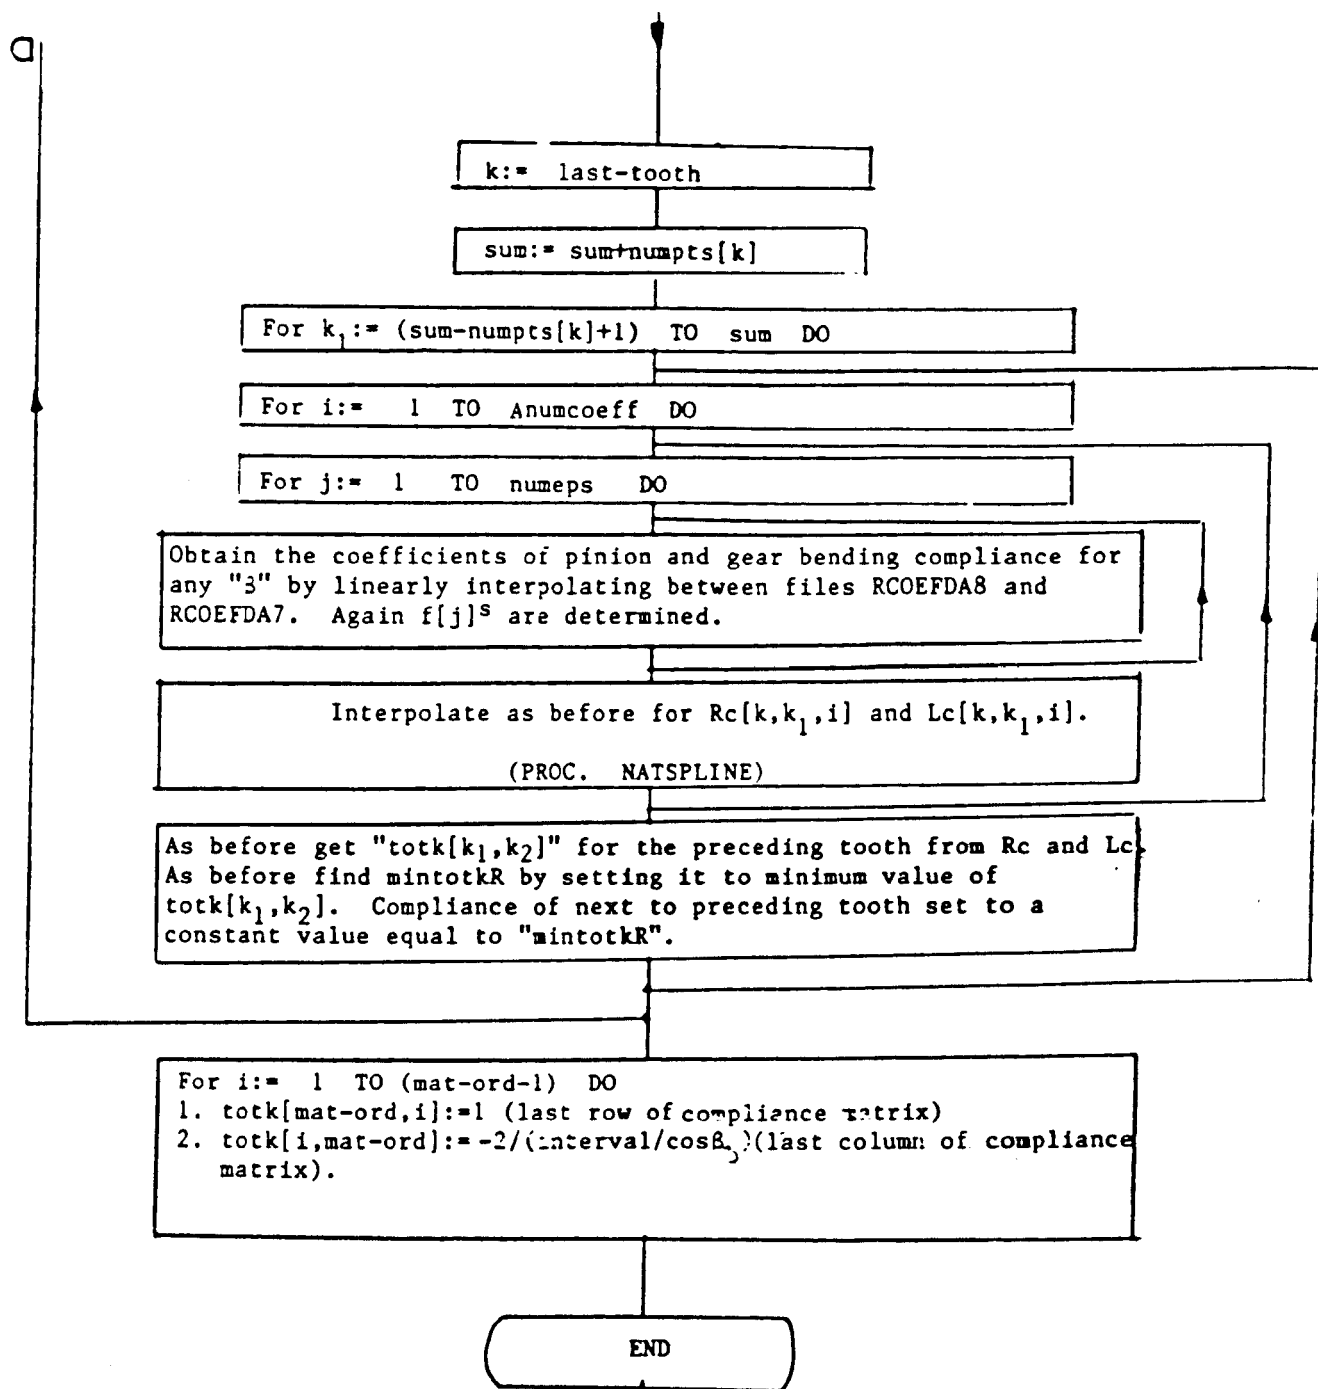 a
k:= last-tooth
sum:= sum+numpts[k]
For k₁:= (sum-numpts[k]+1) TO sum DO
For i:= 1 TO Anumcoeff DO
For j:= 1 TO numeps DO
Obtain the coefficients of pinion and gear bending compliance for
any "3" by linearly interpolating between files RCOEFDA8 and
RCOEFDA7. Again f[j]ˢ are determined.
Interpolate as before for Rc[k,k₁,i] and Lc[k,k₁,i].
(PROC. NATSPLINE)
As before get "totk[k₁,k₂]" for the preceding tooth from Rc and Lc.
As before find mintotkR by setting it to minimum value of
totk[k₁,k₂]. Compliance of next to preceding tooth set to a
constant value equal to "mintotkR".
For i:= 1 TO (mat-ord-1) DO
1. totk[mat-ord,i]:=1 (last row of compliance matrix)
2. totk[i,mat-ord]:= -2/(interval/cosβ )(last column of compliance
matrix).
END